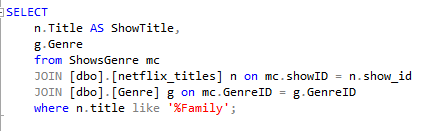 SELECT
n.Title AS ShowTitle,
g.Genre
from ShowsGenre mc
JOIN [dbo].[netflix_titles] n on mc.showID = n.show_id
JOIN [dbo].[Genre] g on mc.GenreID = g.GenreID
where n.title like '%Family';